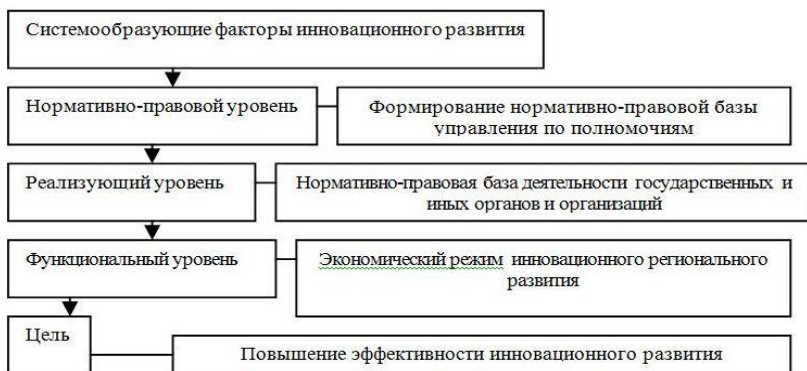 Системообразующие факторы инновационного развития
Нормативно-правовой уровень
Формирование нормативно-правовой базы
управления по полномочиям
Реализующий уровень
Нормативно-правовая база деятельности государственных и
иных органов и организаций
Функциональный уровень
Экономический режим инновационного регионального
развития
Цель
Повышение эффективности инновационного развития